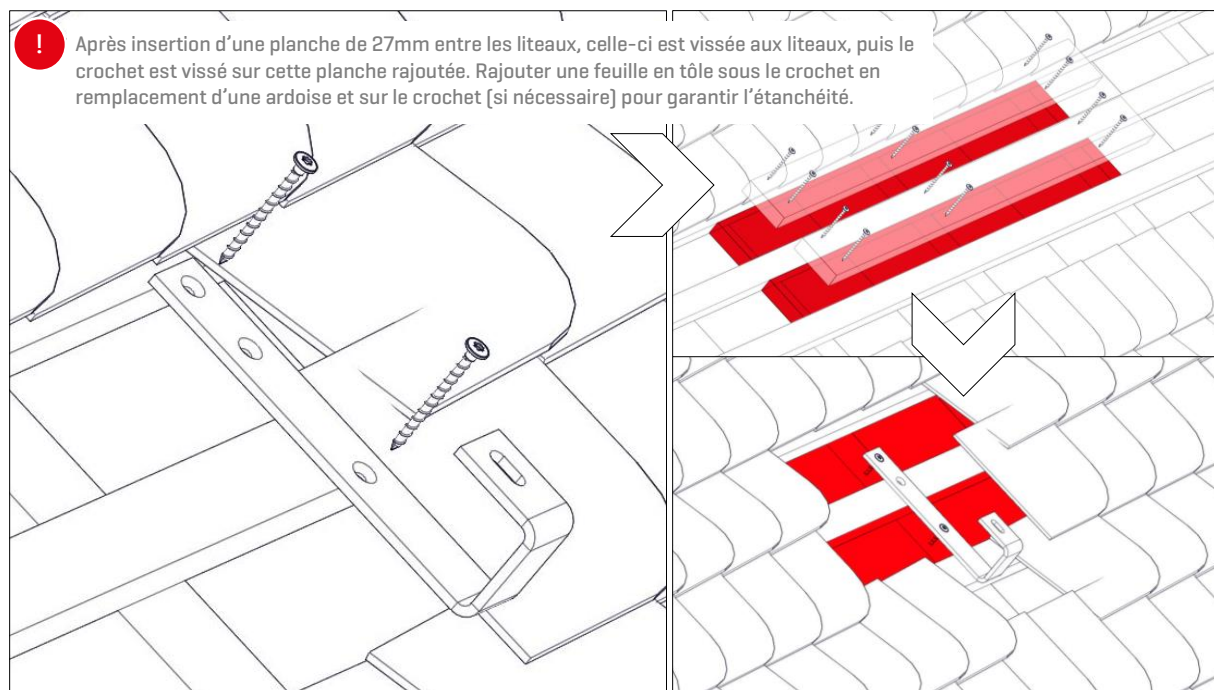 !
Après insertion d'une planche de 27mm entre les liteaux, celle-ci est vissée aux liteaux, puis le
crochet est vissé sur cette planche rajoutée. Rajouter une feuille en tôle sous le crochet en
remplacement d'une ardoise et sur le crochet (si nécessaire) pour garantir l'étanchéité.